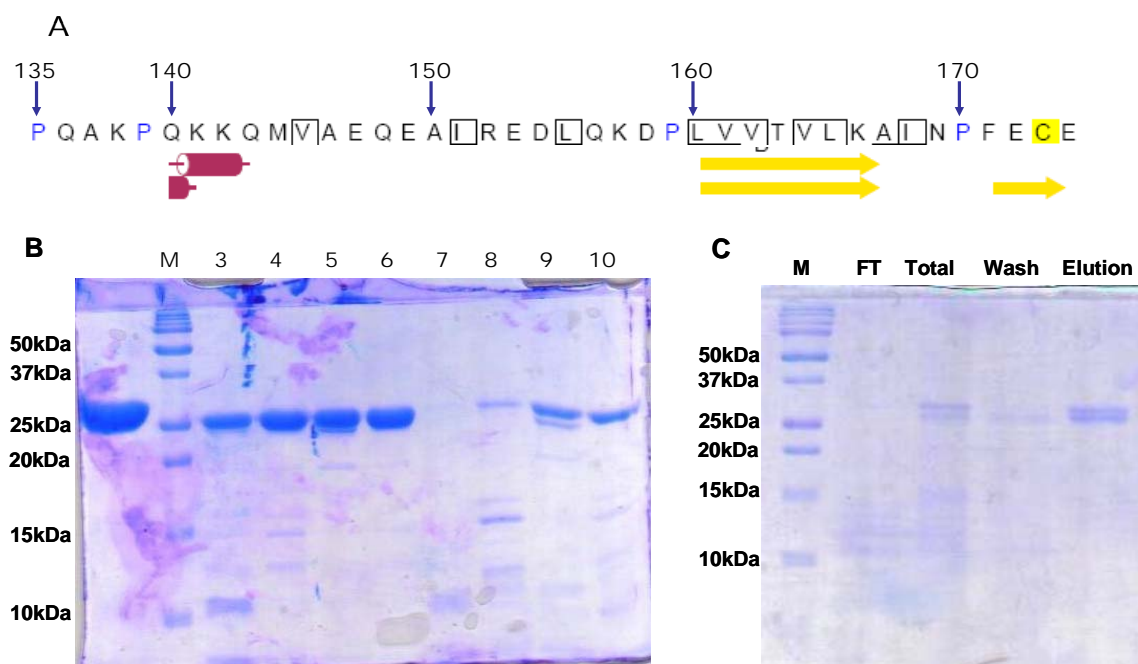 A
135 140 150 160 170
P Q A K P Q K K Q M V A E Q E A I R E D L Q K D P L V V T V L K A I N P F E C E
B
M 3 4 5 6 7 8 9 10
50kDa
37kDa
25kDa
20kDa
15kDa
10kDa
C
M FT Total Wash Elution
50kDa
37kDa
25kDa
20kDa
15kDa
10kDa